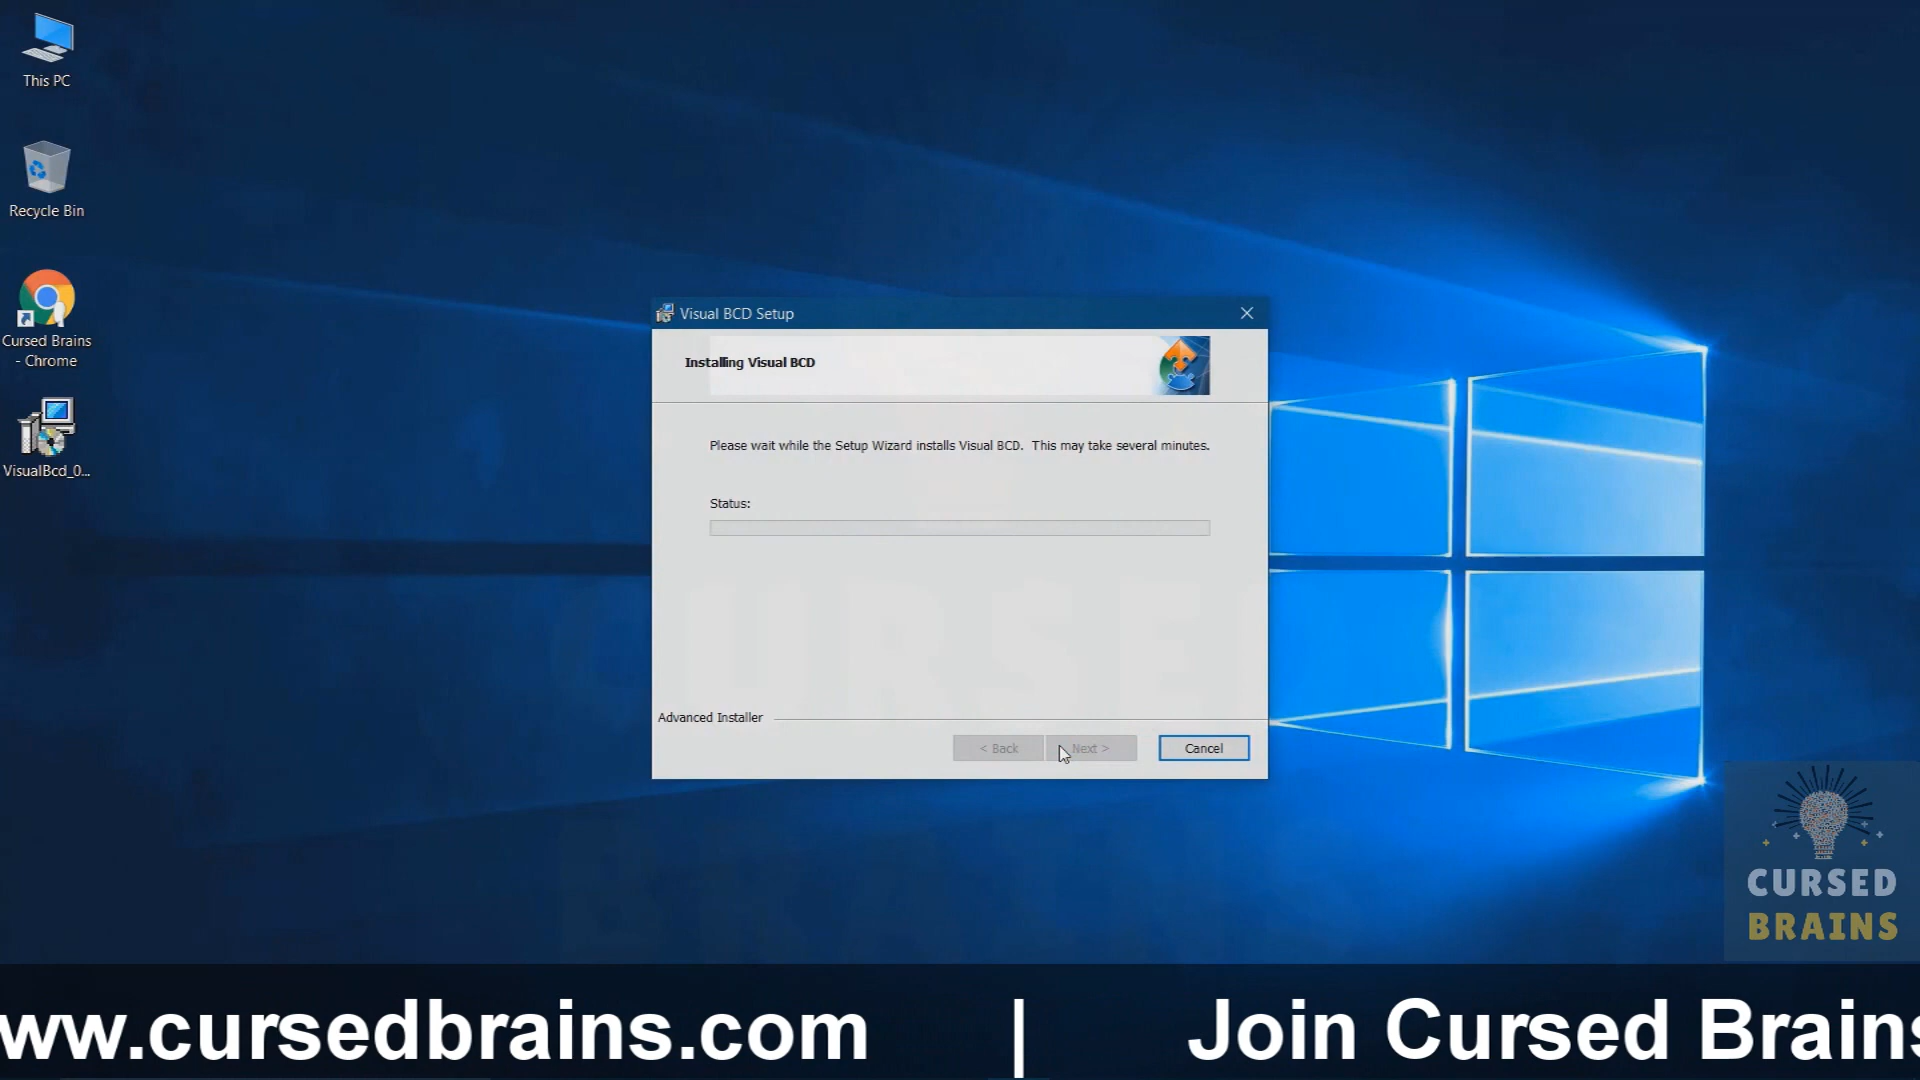 This PC
Recycle Bin
Cursed Brains
- Chrome
VisualBcd_0...
Visual BCD Setup
Installing Visual BCD
Please wait while the Setup Wizard installs Visual BCD. This may take several minutes.
Status:
Advanced Installer
< Back
Next >
Cancel
CURSED
BRAINS
ww.cursedbrains.com | Join Cursed Brains